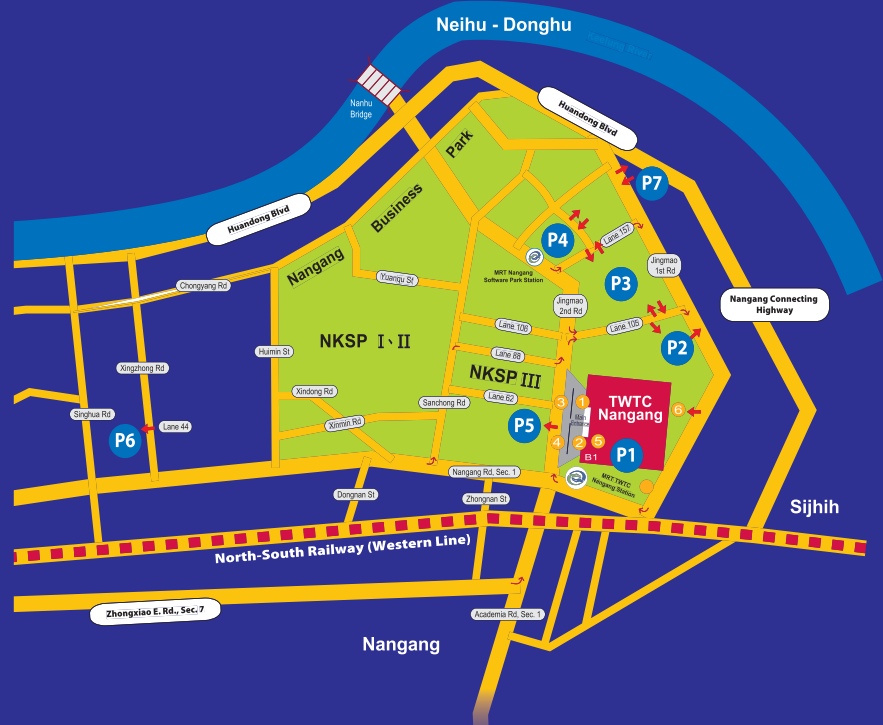 Neihu - Donghu
Nanhu
Bridge
Huandong Blvd
Park
P7
Business
Huandong Blvd
P4
Lane 157
Nangang
MRT Nangang
Software Park Station
Jingmao
1st Rd
Yuanqu St
Chongyang Rd
P3
Jingmao
2nd Rd
Nangang Connecting
Highway
Lane 106
Lane 105
NKSP I、II
Huimin St
Lane 68
P2
Xingzhong Rd
NKSP III
Xindong Rd
Lane 62
Sanchong Rd
3
1
TWTC
Nangang
6
Singhua Rd
Main
Entrance
Xinmin Rd
P5
Lane 44
P6
4
2
5
B1
P1
Nangang Rd, Sec. 1
MRT TWTC
Nangang Station
Dongnan St
Zhongnan St
Sijhih
North-South Railway (Western Line)
Zhongxiao E. Rd., Sec. 7
Academia Rd, Sec. 1
Nangang